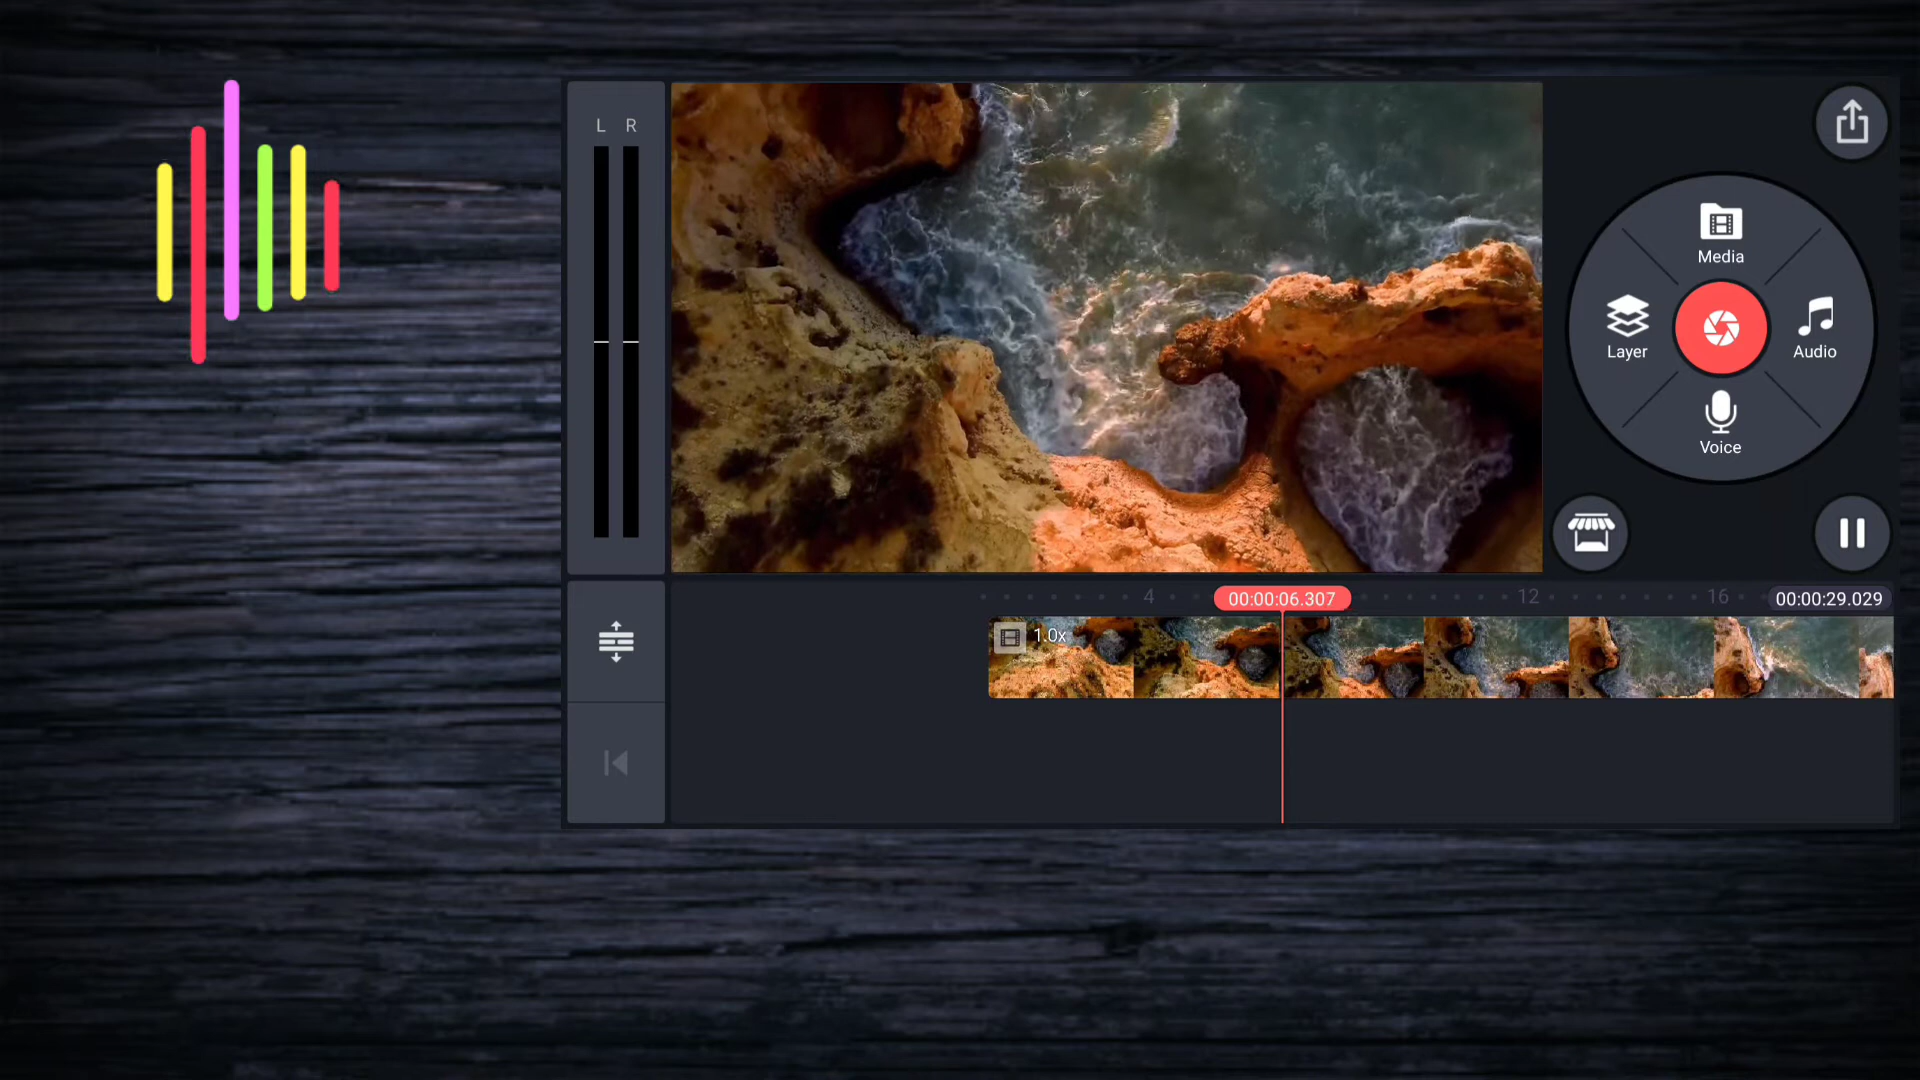 L R
Media
Layer
Audio
Voice
4
00:00:06.307
12
16
00:00:29.029
1.0x